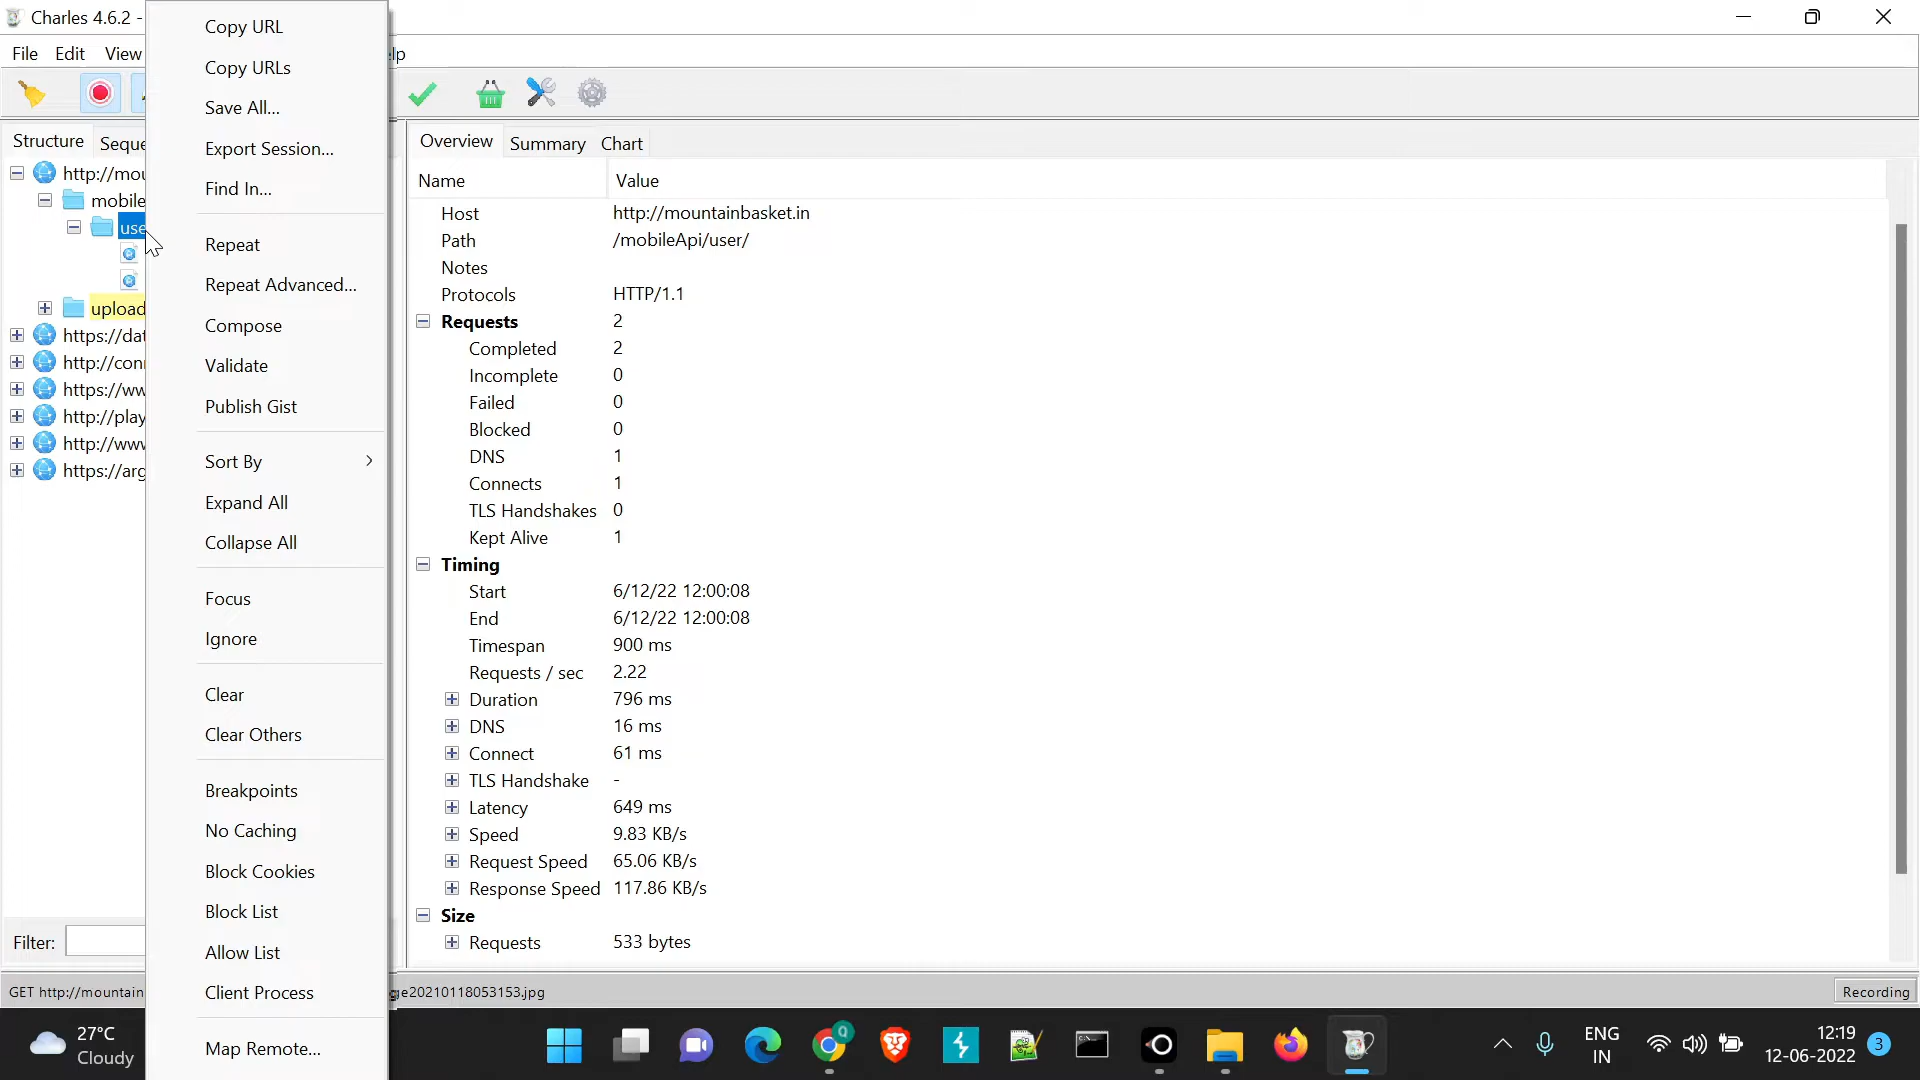 Charles 4.6.2 -
File Edit View
Structure
Overview Summary Chart
Name Value
Host http://mountainbasket.in
Path /mobileApi/user/
Notes
Protocols HTTP/1.1
Requests 2
Completed 2
Incomplete 0
Failed 0
Blocked 0
DNS 1
Connects 1
TLS Handshakes 0
Kept Alive 1
Timing
Start 6/12/22 12:00:08
End 6/12/22 12:00:08
Timespan 900 ms
Requests / sec 2.22
Duration 796 ms
DNS 16 ms
Connect 61 ms
TLS Handshake -
Latency 649 ms
Speed 9.83 KB/s
Request Speed 65.06 KB/s
Response Speed 117.86 KB/s
Size
Requests 533 bytes
http://mou
mobile
use
upload
https://dat
http://con
https://ww
http://play
http://www
https://arg
Filter:
Copy URL
Copy URLs
Save All...
Export Session...
Find In...
Repeat
Repeat Advanced...
Compose
Validate
Publish Gist
Sort By
Expand All
Collapse All
Focus
Ignore
Clear
Clear Others
Breakpoints
No Caching
Block Cookies
Block List
Allow List
Client Process
Map Remote...
GET http://mountain
ge20210118053153.jpg
Recording
27°C
Cloudy
ENG
IN
12:19
12-06-2022
3